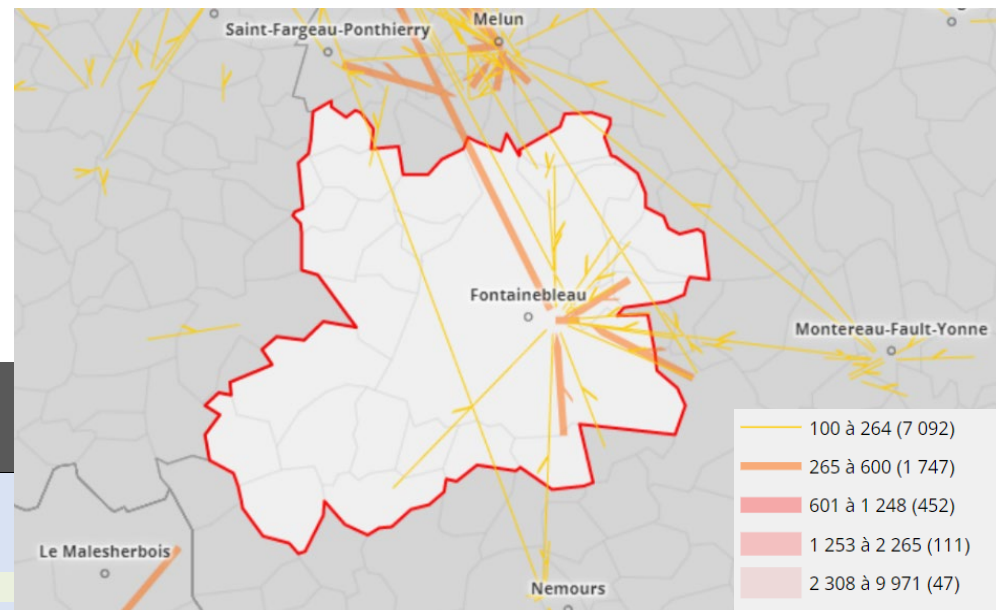 Melun
Saint-Fargeau-Ponthierry
Fontainebleau
Montereau-Fault-Yonne
Le Malesherbois
Nemours
100 à 264 (7 092)
265 à 600 (1 747)
601 à 1 248 (452)
1 253 à 2 265 (111)
2 308 à 9 971 (47)